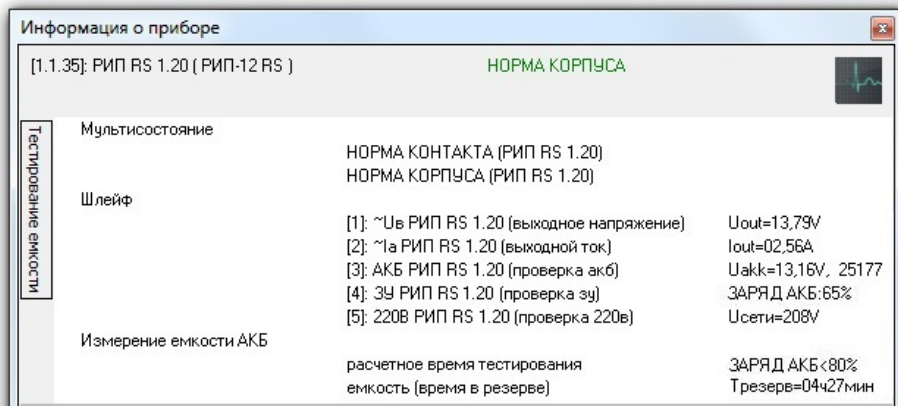 Информация о приборе
[1.1.35]: РИП RS 1.20 ( РИП-12 RS ) НОРМА КОРПУСА
Тестирование емкости
Мультисостояние
НОРМА КОНТАКТА (РИП RS 1.20)
НОРМА КОРПУСА (РИП RS 1.20)
Шлейф
[1]: ~Uв РИП RS 1.20 (выходное напряжение) Uout=13,79V
[2]: ~Iа РИП RS 1.20 (выходной ток) Iout=02,56A
[3]: АКБ РИП RS 1.20 (проверка акб) Uakk=13,16V, 25177
[4]: ЗУ РИП RS 1.20 (проверка зу) ЗАРЯД АКБ:65%
[5]: 220В РИП RS 1.20 (проверка 220в) Uсети=208V
Измерение емкости АКБ
расчетное время тестирования ЗАРЯД АКБ<80%
емкость (время в резерве) Tрезерв=04ч27мин